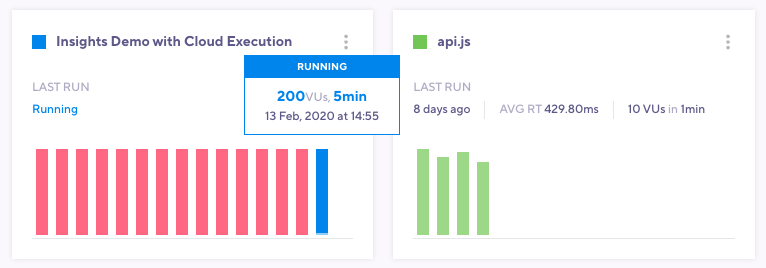 Insights Demo with Cloud Execution
LAST RUN
Running
RUNNING
200VUs, 5min
13 Feb, 2020 at 14:55
api.js
LAST RUN
8 days ago AVG RT 429.80ms 10 VUs in 1min